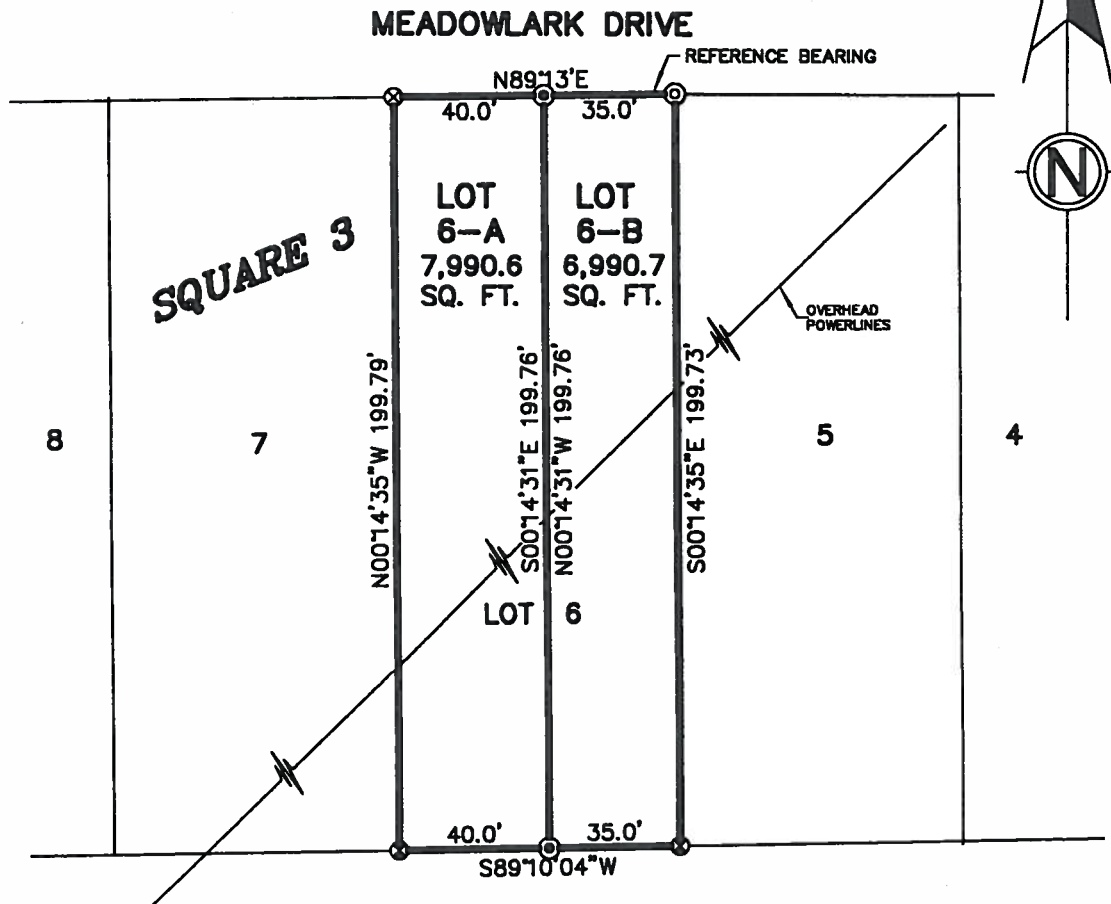 MEADOWLARK DRIVE
REFERENCE BEARING
N89°13'E
40.0'
35.0'
N
LOT
6-A
7,990.6
SQ. FT.
LOT
6-B
6,990.7
SQ. FT.
SQUARE 3
OVERHEAD
POWERLINES
N00°14'35"W 199.79'
S00°14'31"E 199.76'
N00°14'31"W 199.76'
S00°14'35"E 199.73'
8
7
5
4
LOT 6
40.0'
35.0'
S89°10'04"W